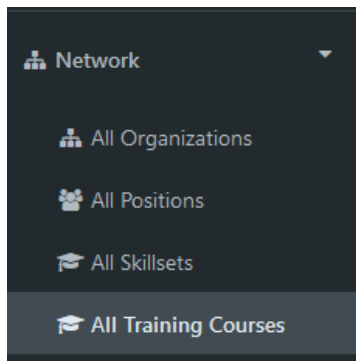 Network
All Organizations
All Positions
All Skillsets
All Training Courses